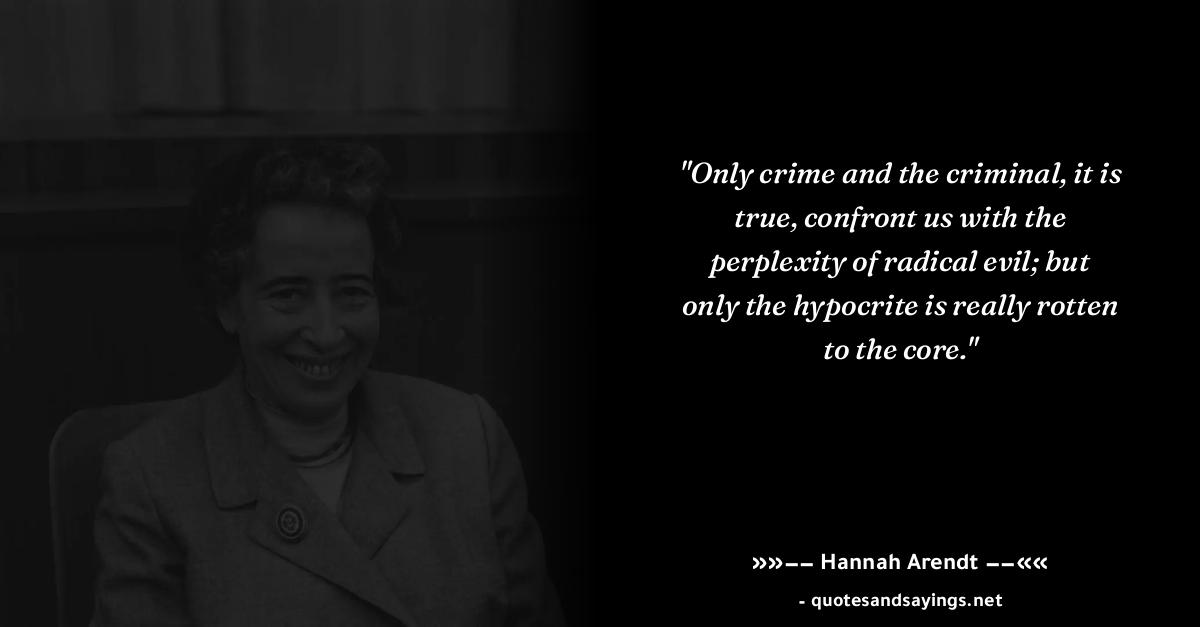 "Only crime and the criminal, it is
true, confront us with the
perplexity of radical evil; but
only the hypocrite is really rotten
to the core."
»»−− Hannah Arendt −−««
- quotesandsayings.net